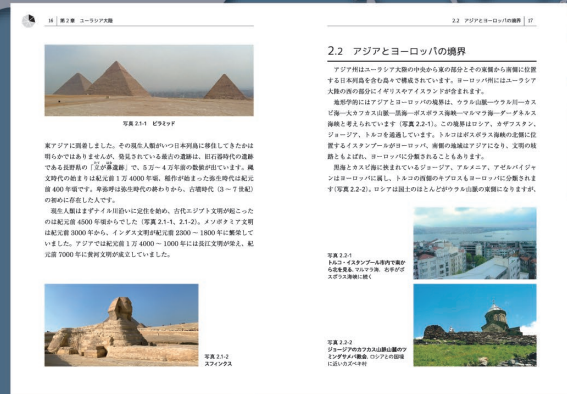 16 第2章 ユーラシア大陸
写真 2.1-1 ピラミッド
東アジアに到着しました。その現生人類がいつ日本列島に移住してきたかは
明らかではありませんが、発見されている最古の遺跡は、旧石器時代の遺跡
である長野県の「立が鼻遺跡」で、5万~4万年前の数値が出ています。縄
文時代の始まりは紀元前1万4000年頃、稲作が始まった弥生時代は紀元
前400年頃です。卑弥呼は弥生時代の終わりから、古墳時代(3~7世紀)
の初めに存在した人です。
現生人類はまずナイル川沿いに定住を始め、古代エジプト文明が起こった
のは紀元前4500年頃からでした(写真2.1-1、2.1-2)。メソポタミア文明
は紀元前3000年から、インダス文明が紀元前2300-1800年に繁栄して
いました。アジアでは紀元前1万4000-1000年には長江文明が栄え、紀
元前7000年に黄河文明が成立していました。
写真 2.1-2
スフィンクス
2.2 アジアとヨーロッパの境界 17
2.2 アジアとヨーロッパの境界
アジア州はユーラシア大陸の中央から東の部分とその東側から南側に位置
する日本列島を含む島々で構成されています。ヨーロッパ州にはユーラシア
大陸の西の部分にイギリスやアイスランドが含まれます。
地形学的にはアジアとヨーロッパの境界は、ウラル山脈―ウラル川―カス
ピ海―大カフカス山脈―黒海―ボスポラス海峡―マルマラ海―ダーダネルス
海峡と考えられています(写真2.2-1)。この境界はロシア、カザフスタン、
ジョージア、トルコを通過しています。トルコはボスポラス海峡の北側に位
置するイスタンブールがヨーロッパ、南側の地域はアジアになり、文明の岐
路ともよばれ、ヨーロッパに分類されることもあります。
黒海とカスピ海に挟まれているジョージア、アルメニア、アゼルバイジャ
ンはヨーロッパに属し、トルコの西側のキプロスもヨーロッパに分類されま
す(写真2.2-2)。ロシアは国土のほとんどがウラル山脈の東側になりますが、
写真 2.2-1
トルコ・イスタンブール市内で南か
ら北を見る。マルマラ海、右手がボ
スポラス海峡に続く
写真 2.2-2
ジョージアのカフカス山脈山麓のツ
ミンダサメバ教会。ロシアとの国境
に近いカズベキ村